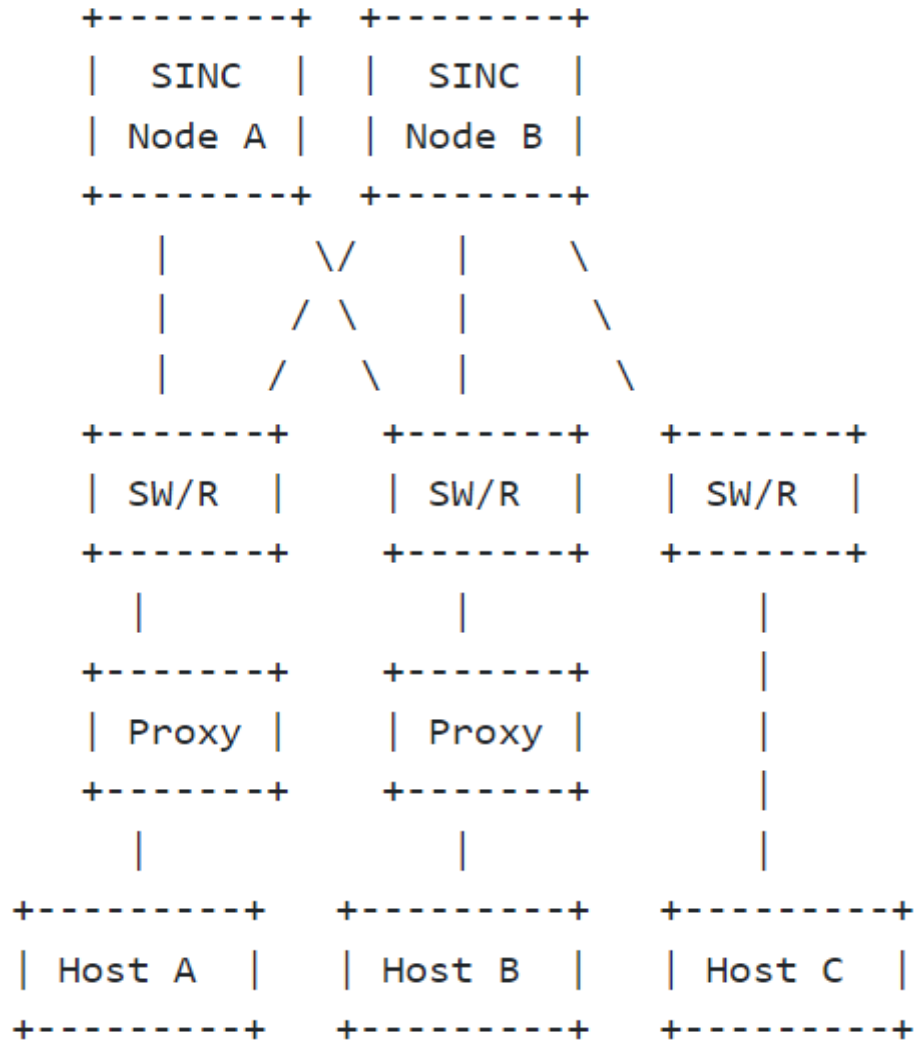 +--------+  +--------+
|  SINC  |  |  SINC  |
| Node A |  | Node B |
+--------+  +--------+
   |      \/    |    \
   |     / \    |     \
   |    /   \   |      \
+-------+    +-------+   +-------+
| SW/R  |    | SW/R  |   | SW/R  |
+-------+    +-------+   +-------+
  |             |            |
+-------+    +-------+       |
| Proxy |    | Proxy |       |
+-------+    +-------+       |
  |             |            |
+---------+   +---------+   +---------+
| Host A  |   | Host B  |   | Host C  |
+---------+   +---------+   +---------+